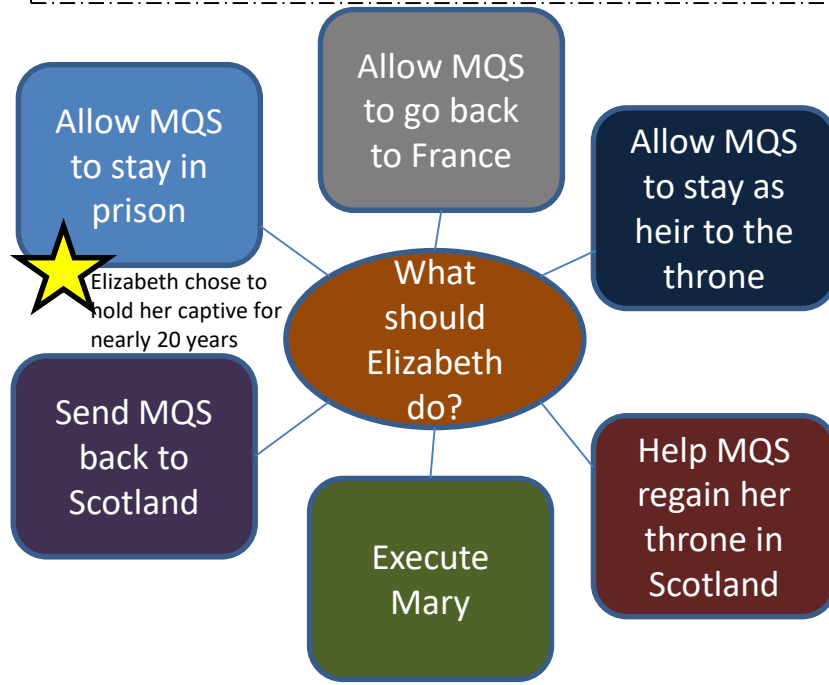 Allow MQS
to go back
to France
Allow MQS
to stay in
prison
Allow MQS
to stay as
heir to the
throne
Elizabeth chose to
hold her captive for
nearly 20 years
What
should
Elizabeth
do?
Send MQS
back to
Scotland
Help MQS
regain her
throne in
Scotland
Execute
Mary